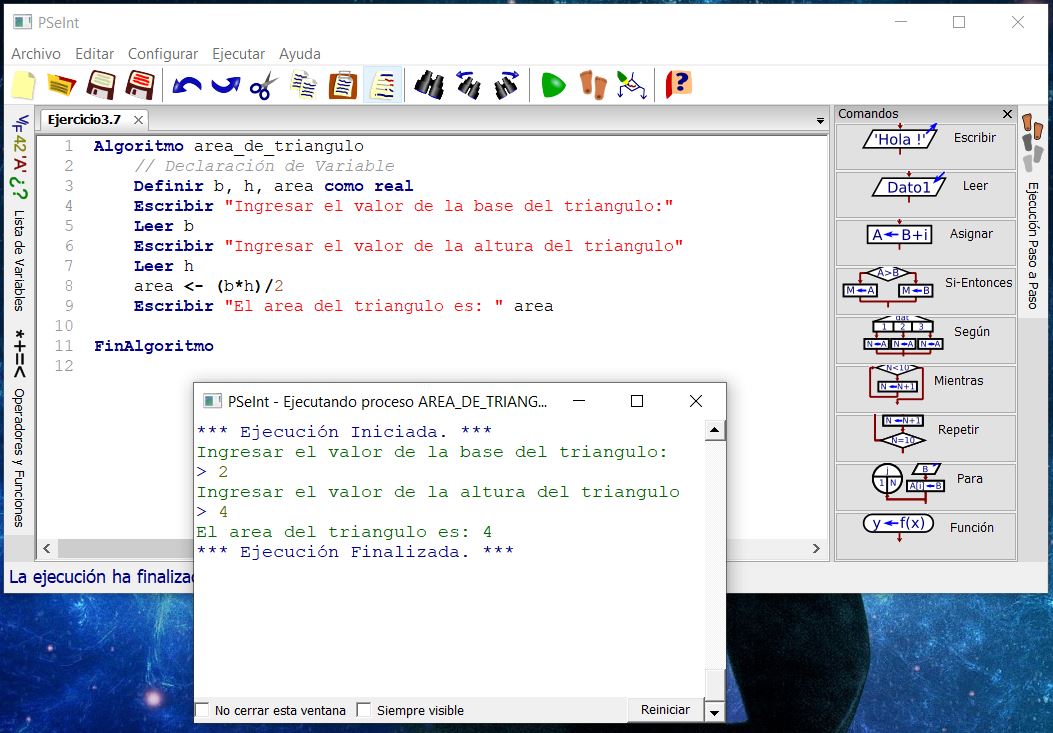 PSeInt
Archivo Editar Configurar Ejecutar Ayuda
?
Ejercicio3.7
1 Algoritmo area_de_triangulo
2 // Declaración de Variable
3 Definir b, h, area como real
4 Escribir "Ingresar el valor de la base del triangulo:"
5 Leer b
6 Escribir "Ingresar el valor de la altura del triangulo"
7 Leer h
8 area <- (b*h)/2
9 Escribir "El area del triangulo es: " area
10
11 FinAlgoritmo
12
42 'A' ¿?
Lista de Variables
*+=<
Operadores y Funciones
La ejecución ha finaliza
PSeInt - Ejecutando proceso AREA_DE_TRIANG...
*** Ejecución Iniciada. ***
Ingresar el valor de la base del triangulo:
> 2
Ingresar el valor de la altura del triangulo
> 4
El area del triangulo es: 4
*** Ejecución Finalizada. ***
No cerrar esta ventana Siempre visible Reiniciar
Comandos
'Hola !' Escribir
Dato1 Leer
A←B+i Asignar
A>B
M←A M←B Si-Entonces
dat
1 2 3
N←A N←A N←A Según
N<10
N←N+1 Mientras
N←N+1
N=10 Repetir
i
1 N
B
A[i]←B Para
y←f(x) Función
Ejecución Paso a Paso